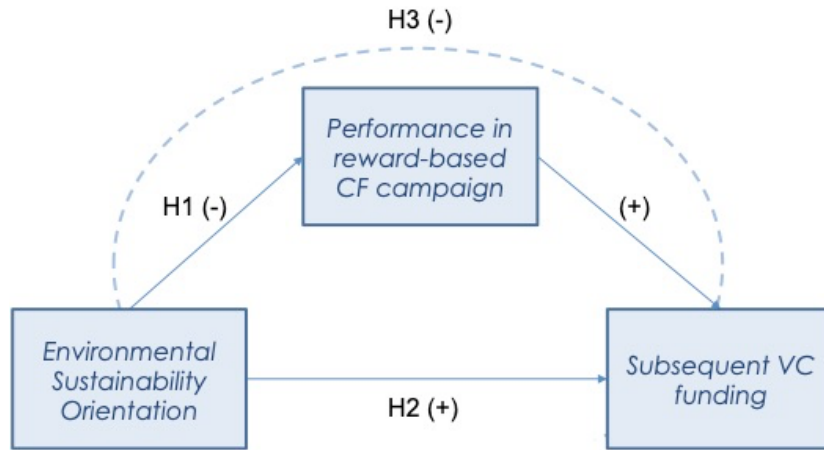 H3 (-)
Performance in
reward-based
CF campaign
H1 (-)
(+)
Environmental
Sustainability
Orientation
H2 (+)
Subsequent VC
funding